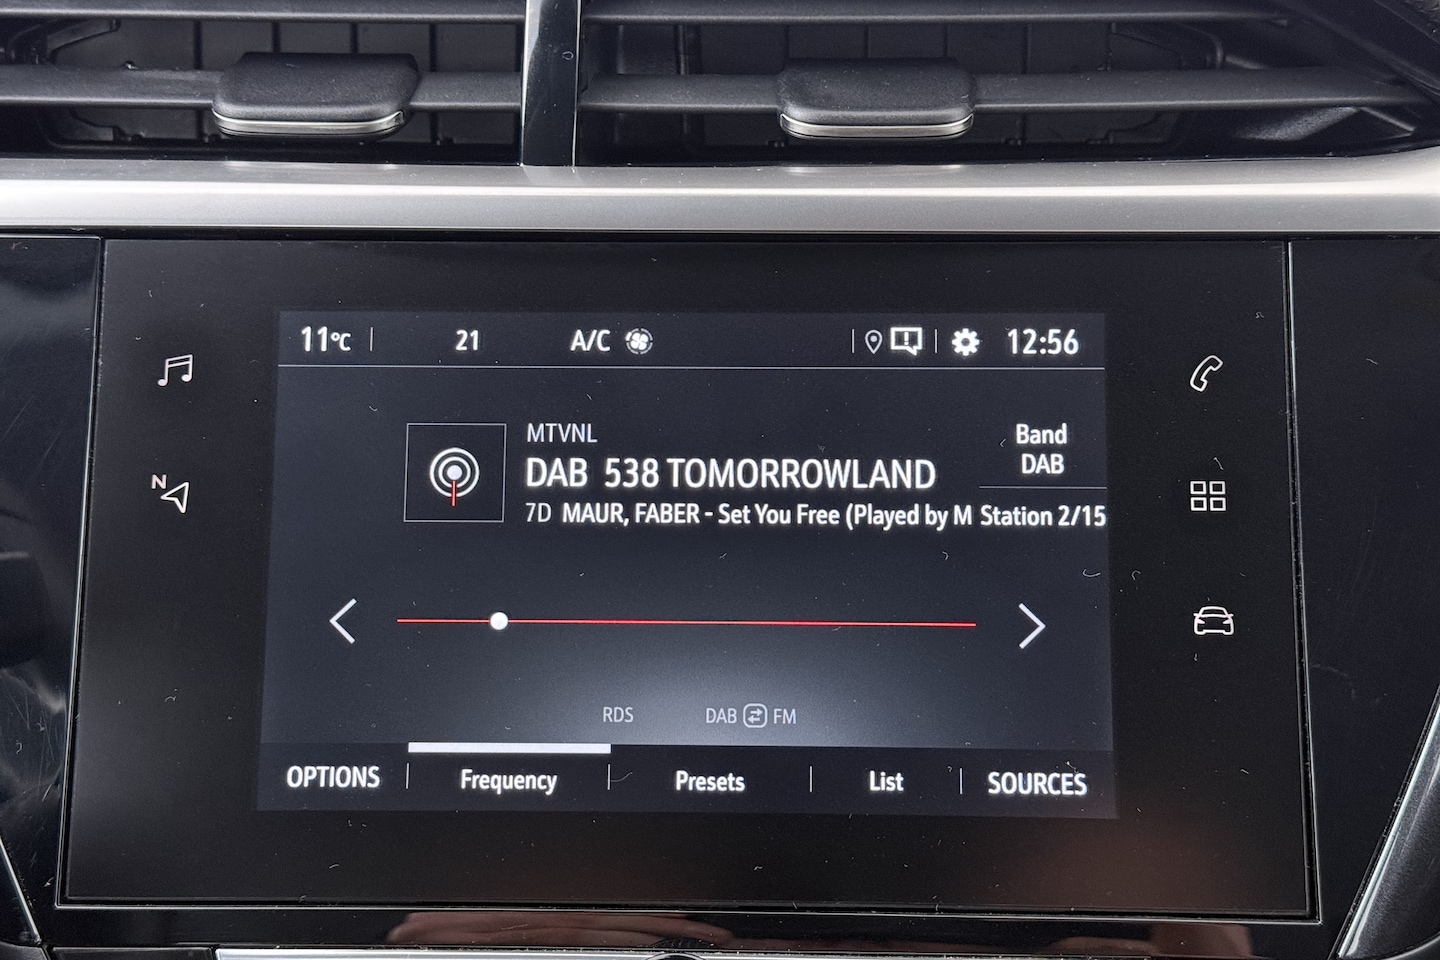 11°C 21 A/C 12:56
MTVNL
DAB 538 TOMORROWLAND
7D MAUR, FABER - Set You Free (Played by M
Band
DAB
Station 2/15
N
RDS DAB FM
OPTIONS Frequency Presets List SOURCES